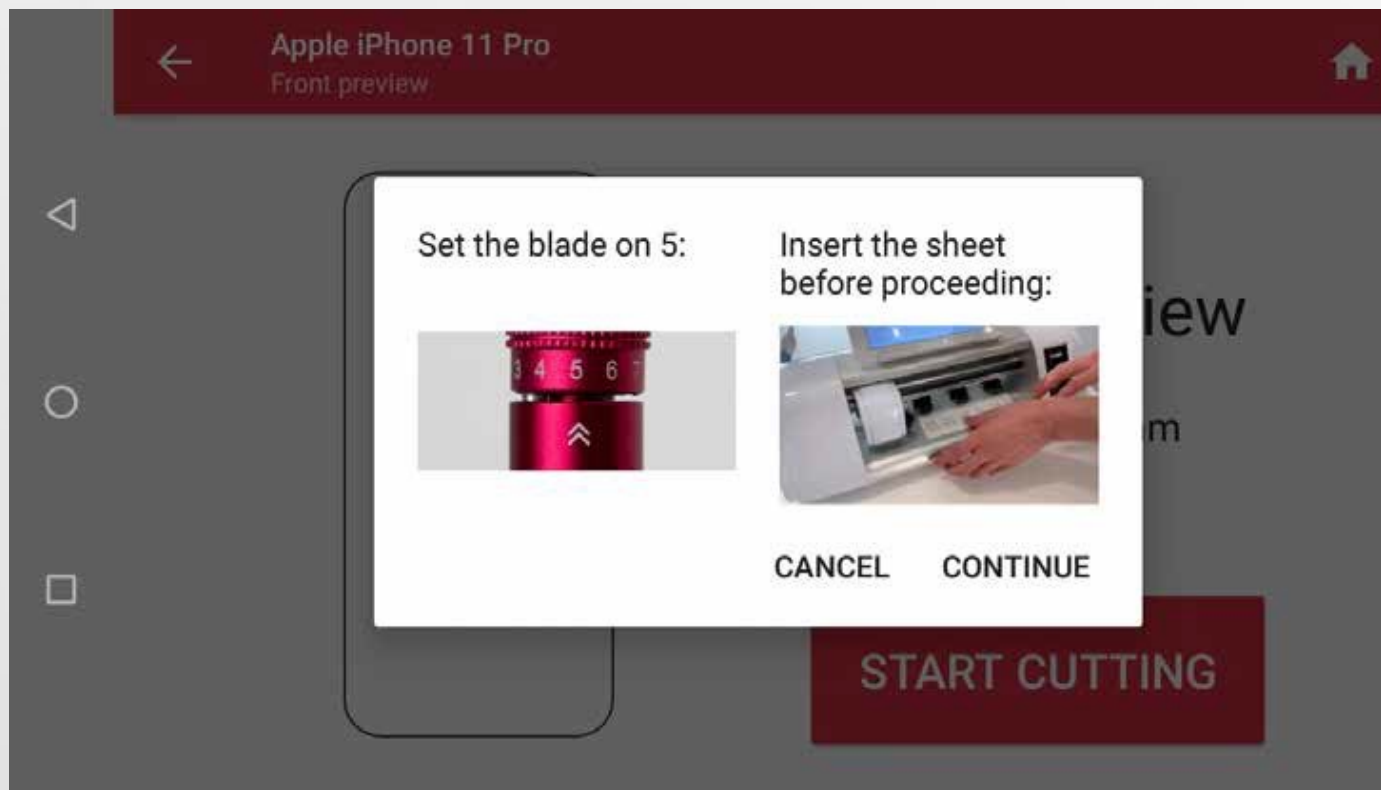 Apple iPhone 11 Pro
Front preview
Set the blade on 5:
Insert the sheet
before proceeding:
3 4 5 6 7
CANCEL CONTINUE
START CUTTING